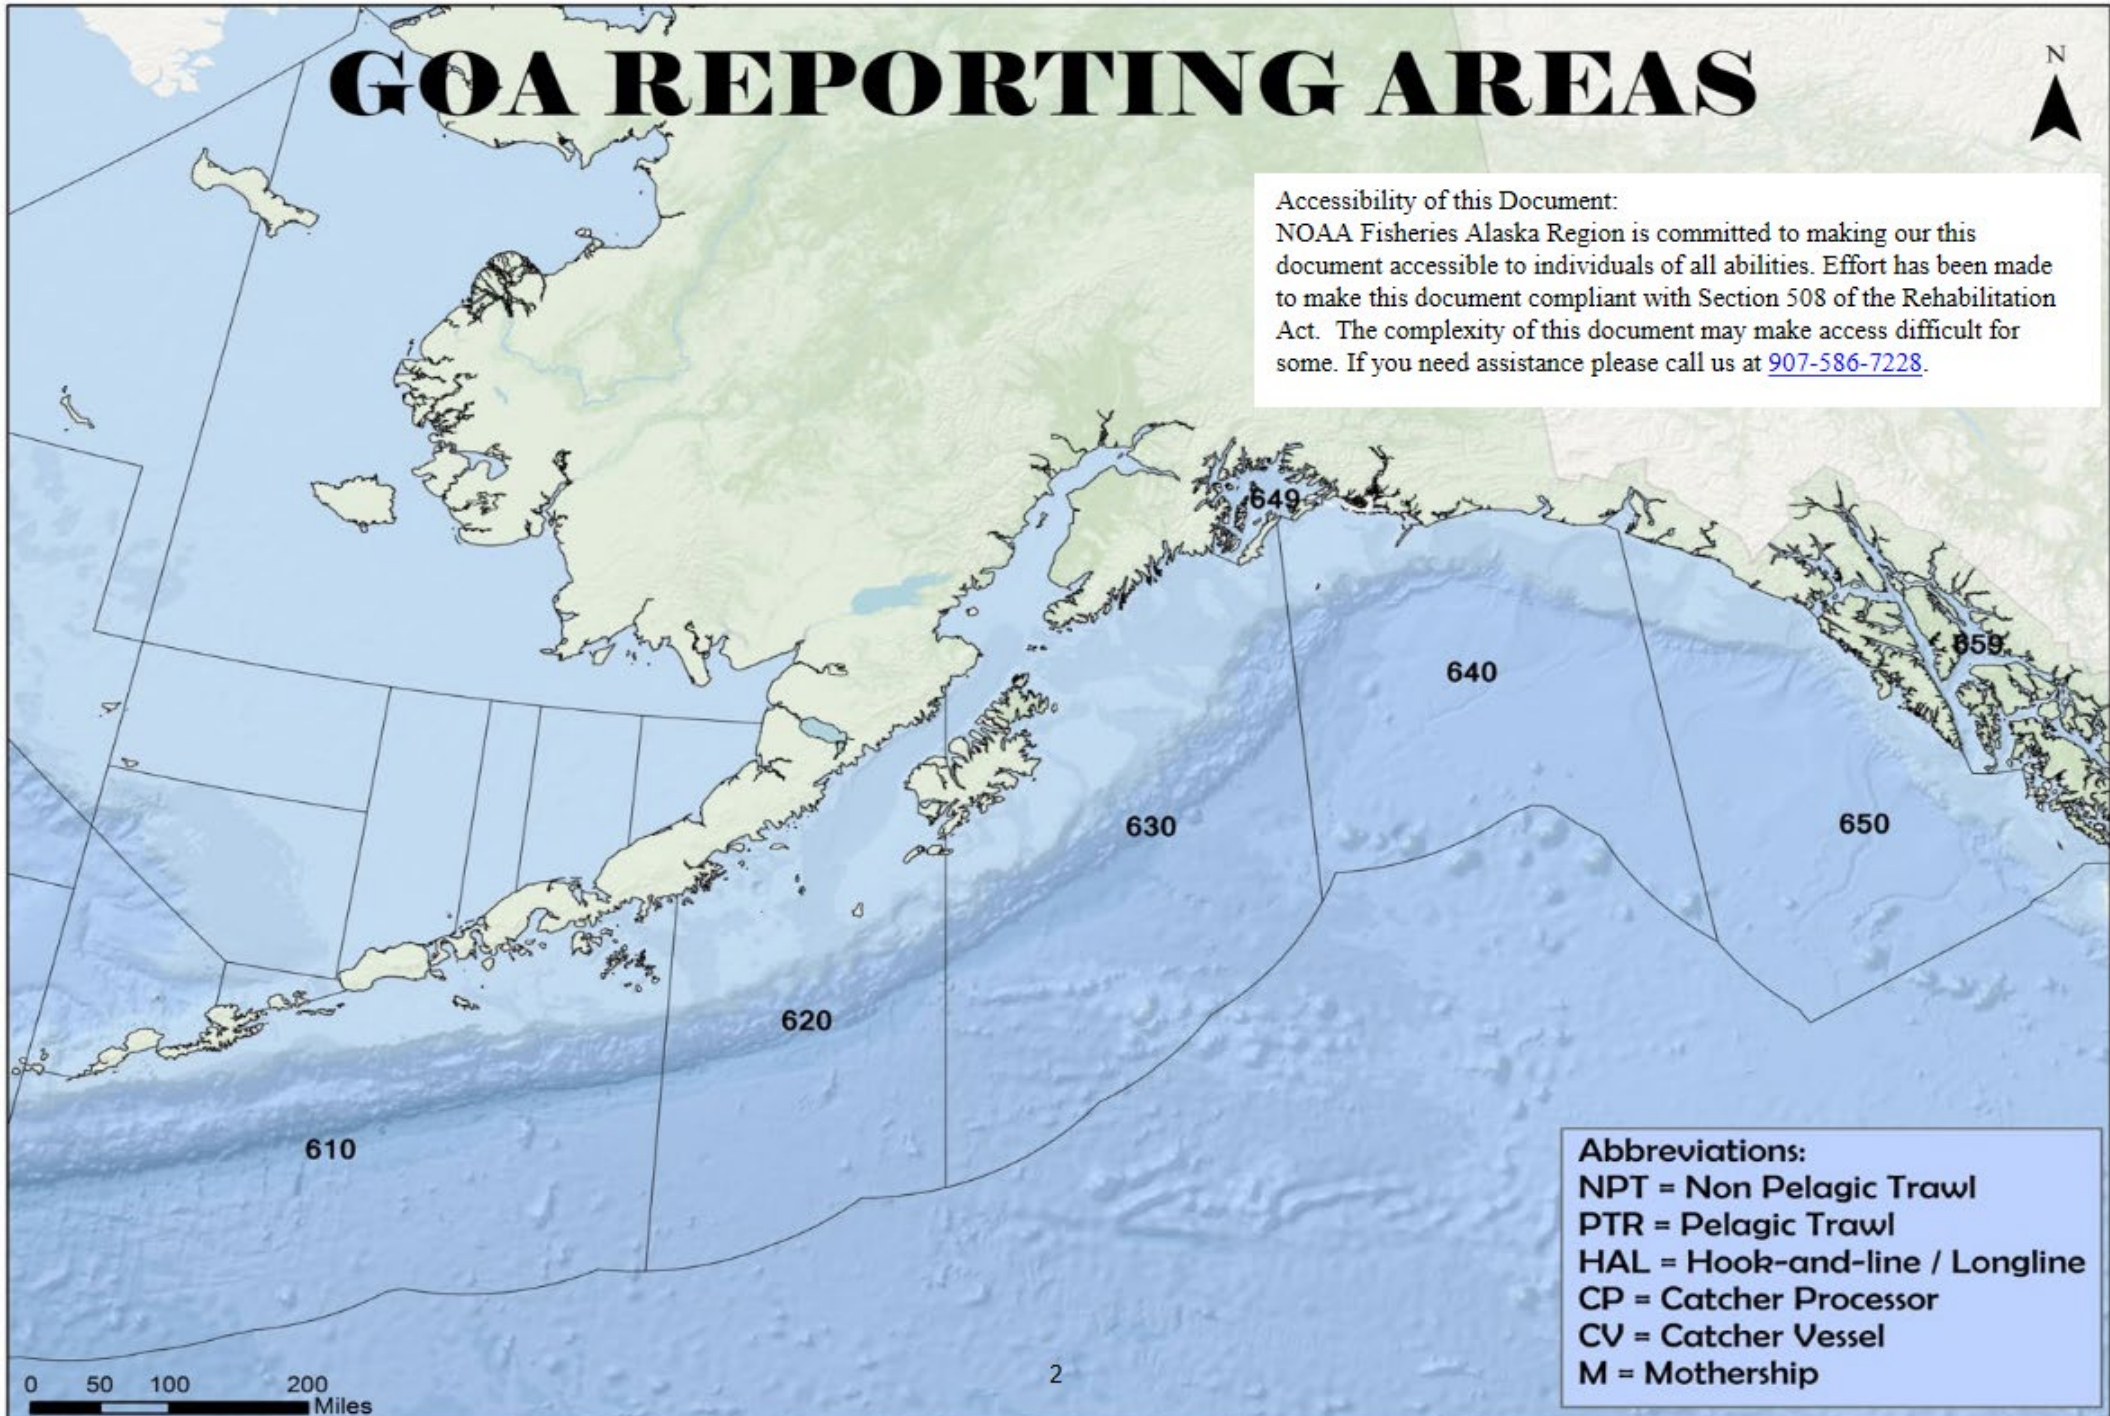 GOA REPORTING AREAS
N
Accessibility of this Document:
NOAA Fisheries Alaska Region is committed to making our this
document accessible to individuals of all abilities. Effort has been made
to make this document compliant with Section 508 of the Rehabilitation
Act.  The complexity of this document may make access difficult for
some. If you need assistance please call us at 907-586-7228.
649
659
640
650
630
620
610
Abbreviations:
NPT = Non Pelagic Trawl
PTR = Pelagic Trawl
HAL = Hook-and-line / Longline
CP = Catcher Processor
CV = Catcher Vessel
M = Mothership
2
0 50 100 200
Miles